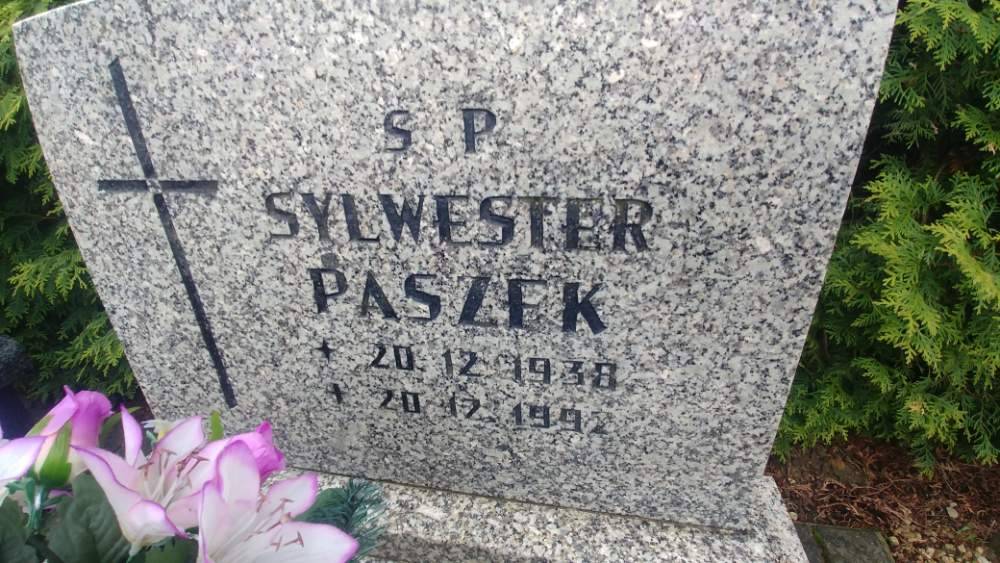 S P
SYLWESTER
PASZEK
20 12 1938
20 12 1992